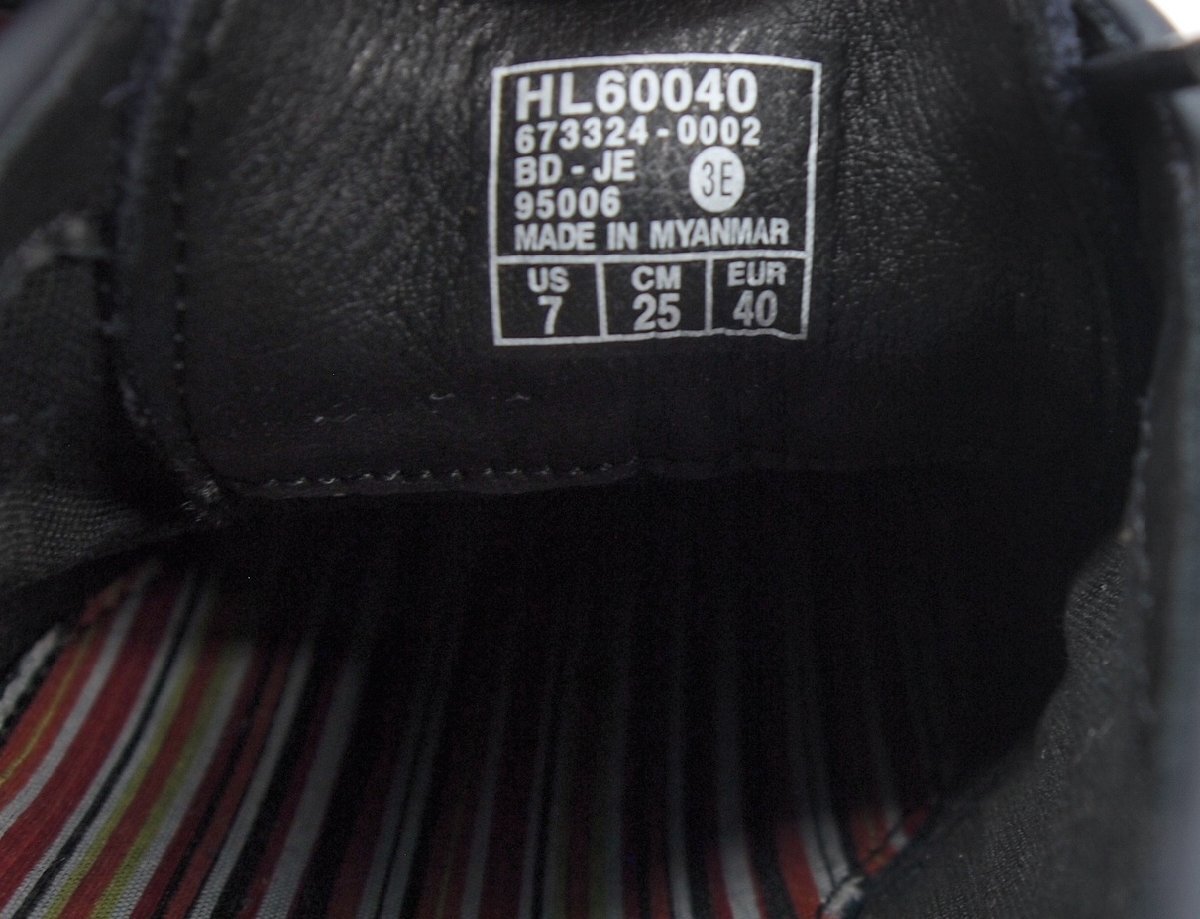 HL60040
673324-0002
BD-JE 3E
95006
MADE IN MYANMAR
US CM EUR
7 25 40